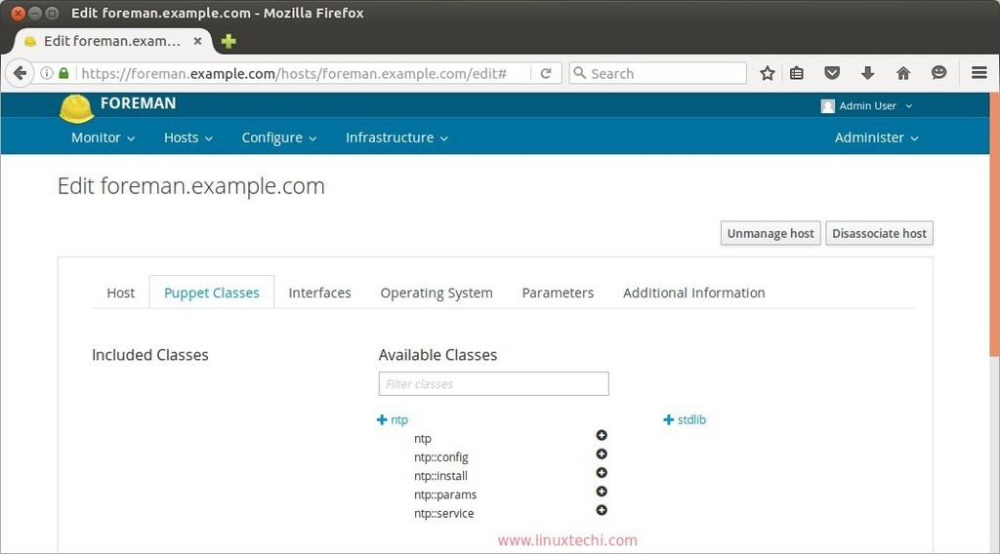 Edit foreman.example.com - Mozilla Firefox
Edit foreman.exam...
https://foreman.example.com/hosts/foreman.example.com/edit#
Search
FOREMAN
Admin User
Monitor Hosts Configure Infrastructure Administer
Edit foreman.example.com
Unmanage host Disassociate host
Host Puppet Classes Interfaces Operating System Parameters Additional Information
Included Classes
Available Classes
Filter classes
ntp
ntp
ntp::config
ntp::install
ntp::params
ntp::service
stdlib
www.linuxtechi.com